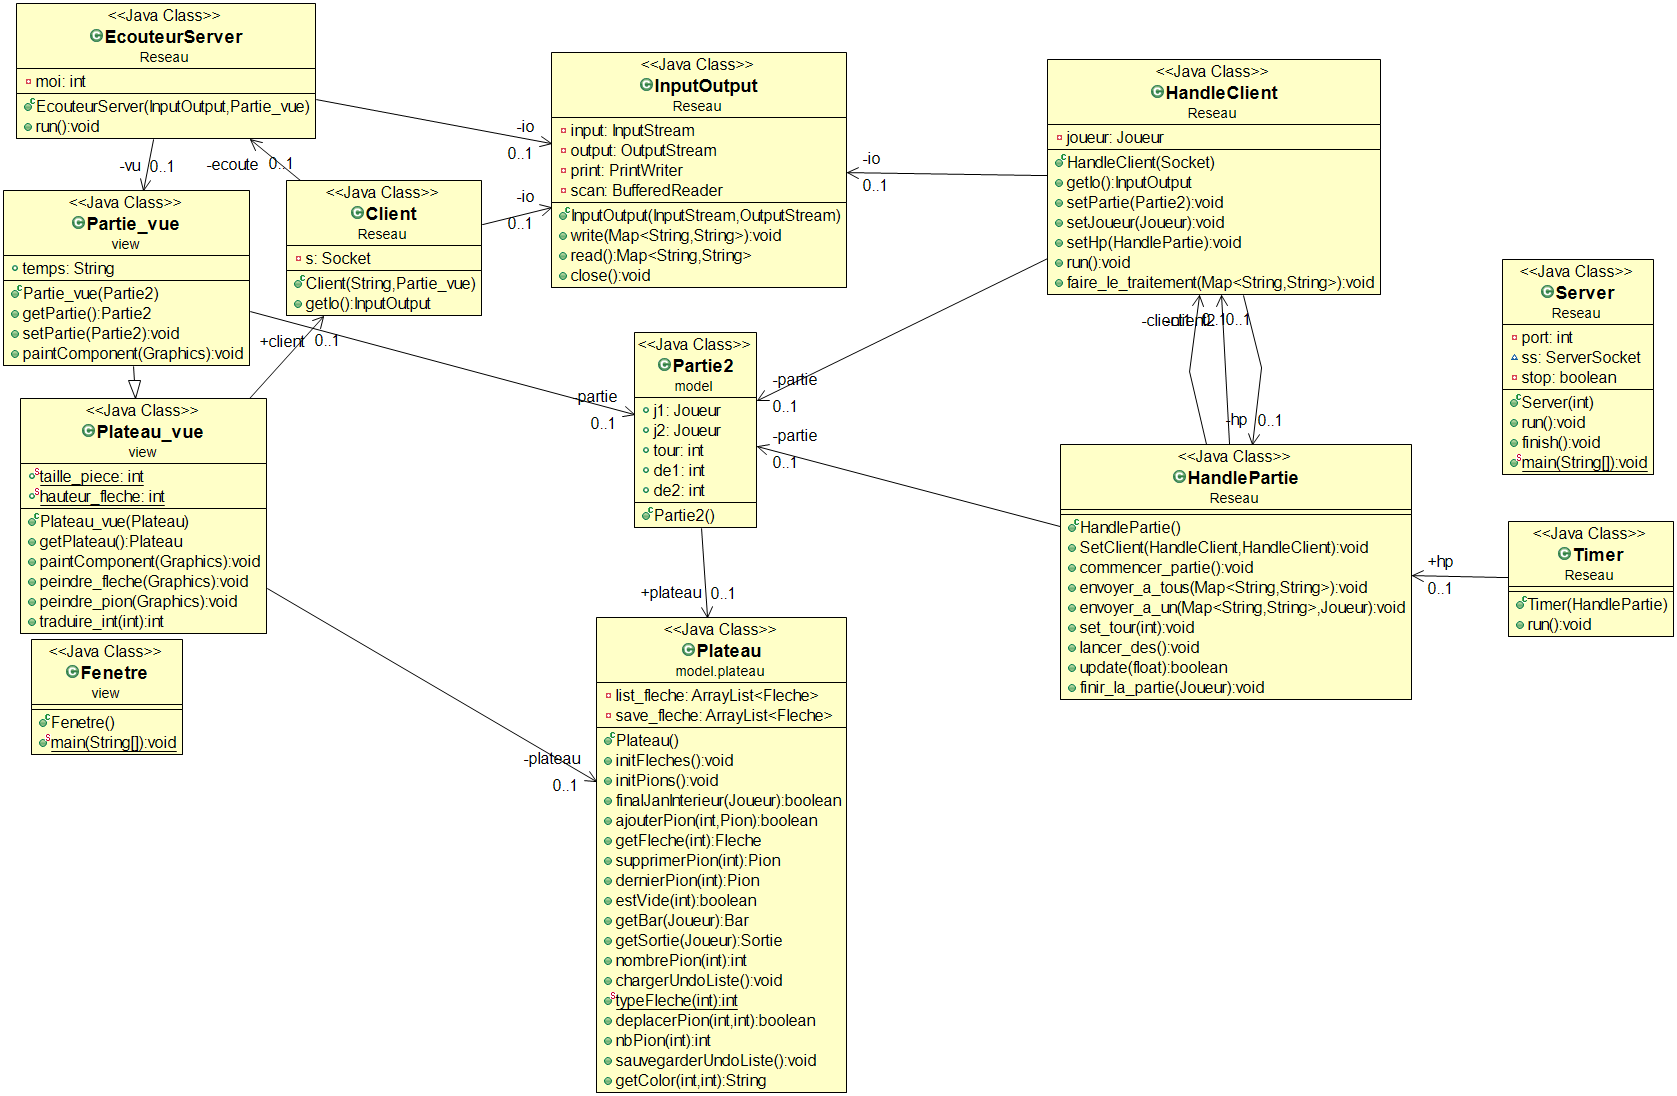 <<Java Class>>
EcouteurServer
Reseau
moi: int
EcouteurServer(InputOutput,Partie_vue)
run():void
-io
0..1
-vu 0..1
-ecoute 0..1
<<Java Class>>
InputOutput
Reseau
input: InputStream
output: OutputStream
print: PrintWriter
scan: BufferedReader
InputOutput(InputStream,OutputStream)
write(Map<String,String>):void
read():Map<String,String>
close():void
<<Java Class>>
HandleClient
Reseau
joueur: Joueur
HandleClient(Socket)
getIo():InputOutput
setPartie(Partie2):void
setJoueur(Joueur):void
setHp(HandlePartie):void
run():void
faire_le_traitement(Map<String,String>):void
-io
0..1
<<Java Class>>
Partie_vue
view
temps: String
Partie_vue(Partie2)
getPartie():Partie2
setPartie(Partie2):void
paintComponent(Graphics):void
<<Java Class>>
Client
Reseau
s: Socket
Client(String,Partie_vue)
getIo():InputOutput
-io
0..1
+client 0..1
partie
0..1
<<Java Class>>
Partie2
model
j1: Joueur
j2: Joueur
tour: int
de1: int
de2: int
Partie2()
-partie
0..1
-partie
0..1
0..1
-hp 0..1
<<Java Class>>
Server
Reseau
port: int
ss: ServerSocket
stop: boolean
Server(int)
run():void
finish():void
main(String[]):void
<<Java Class>>
Plateau_vue
view
taille_piece: int
hauteur_fleche: int
Plateau_vue(Plateau)
getPlateau():Plateau
paintComponent(Graphics):void
peindre_fleche(Graphics):void
peindre_pion(Graphics):void
traduire_int(int):int
<<Java Class>>
HandlePartie
Reseau
HandlePartie()
SetClient(HandleClient,HandleClient):void
commencer_partie():void
envoyer_a_tous(Map<String,String>):void
envoyer_a_un(Map<String,String>,Joueur):void
set_tour(int):void
lancer_des():void
update(float):boolean
finir_la_partie(Joueur):void
+hp
0..1
<<Java Class>>
Timer
Reseau
Timer(HandlePartie)
run():void
<<Java Class>>
Fenetre
view
Fenetre()
main(String[]):void
+plateau 0..1
-plateau
0..1
<<Java Class>>
Plateau
model.plateau
list_fleche: ArrayList<Fleche>
save_fleche: ArrayList<Fleche>
Plateau()
initFleches():void
initPions():void
finalJanInterieur(Joueur):boolean
ajouterPion(int,Pion):boolean
getFleche(int):Fleche
supprimerPion(int):Pion
dernierPion(int):Pion
estVide(int):boolean
getBar(Joueur):Bar
getSortie(Joueur):Sortie
nombrePion(int):int
chargerUndoListe():void
typeFleche(int):int
deplacerPion(int,int):boolean
nbPion(int):int
sauvegarderUndoListe():void
getColor(int,int):String